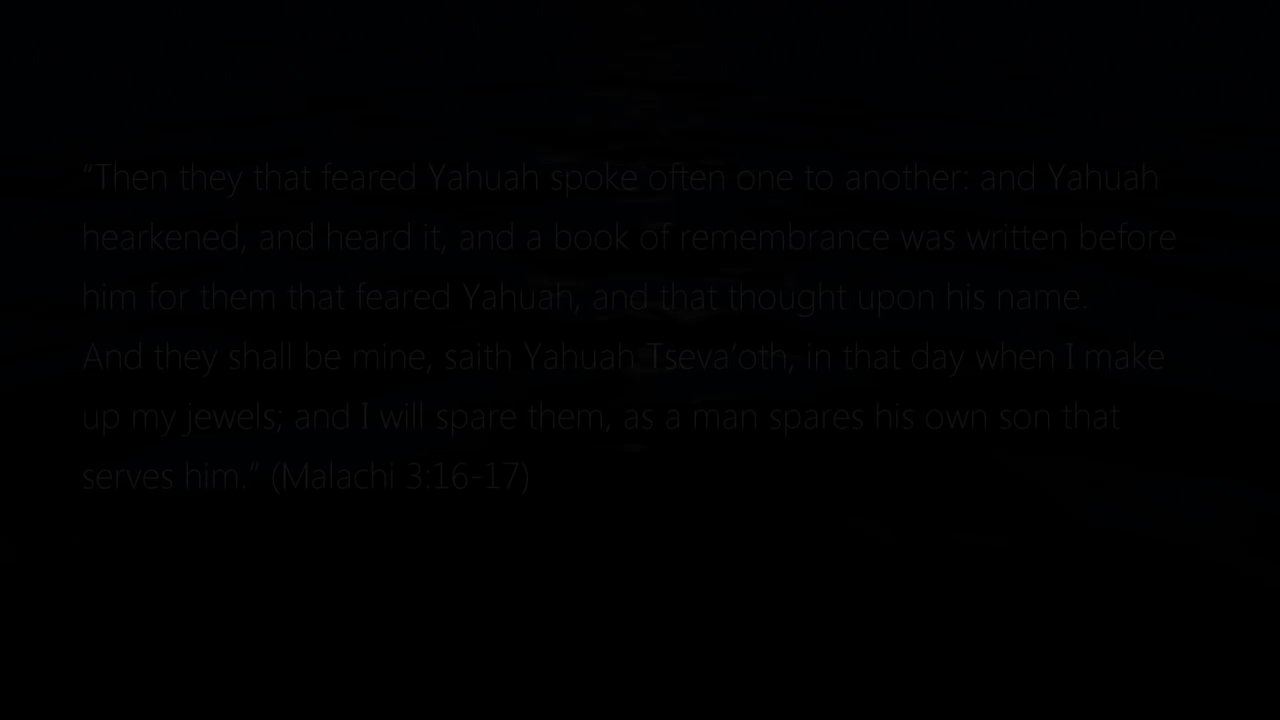 “Then they that feared Yahuah spoke often one to another: and Yahuah
hearkened, and heard it, and a book of remembrance was written before
him for them that feared Yahuah, and that thought upon his name.
And they shall be mine, saith Yahuah Tseva’oth, in that day when I make
up my jewels; and I will spare them, as a man spares his own son that
serves him.” (Malachi 3:16-17)